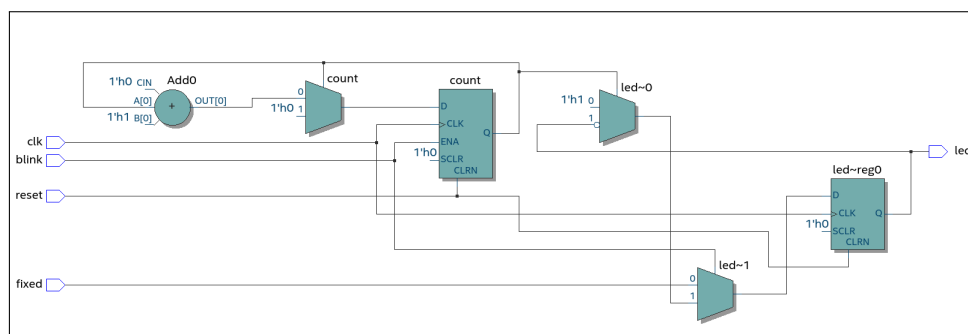 Add0
1'h0 CIN
A[0]
1'h1 B[0]
+
OUT[0]
count
0
1'h0 1
count
D
CLK
ENA
1'h0
SCLR
CLRN
Q
led~0
1'h1 0
1
clk
blink
reset
fixed
led
led~reg0
D
CLK
1'h0
SCLR
CLRN
Q
led~1
0
1